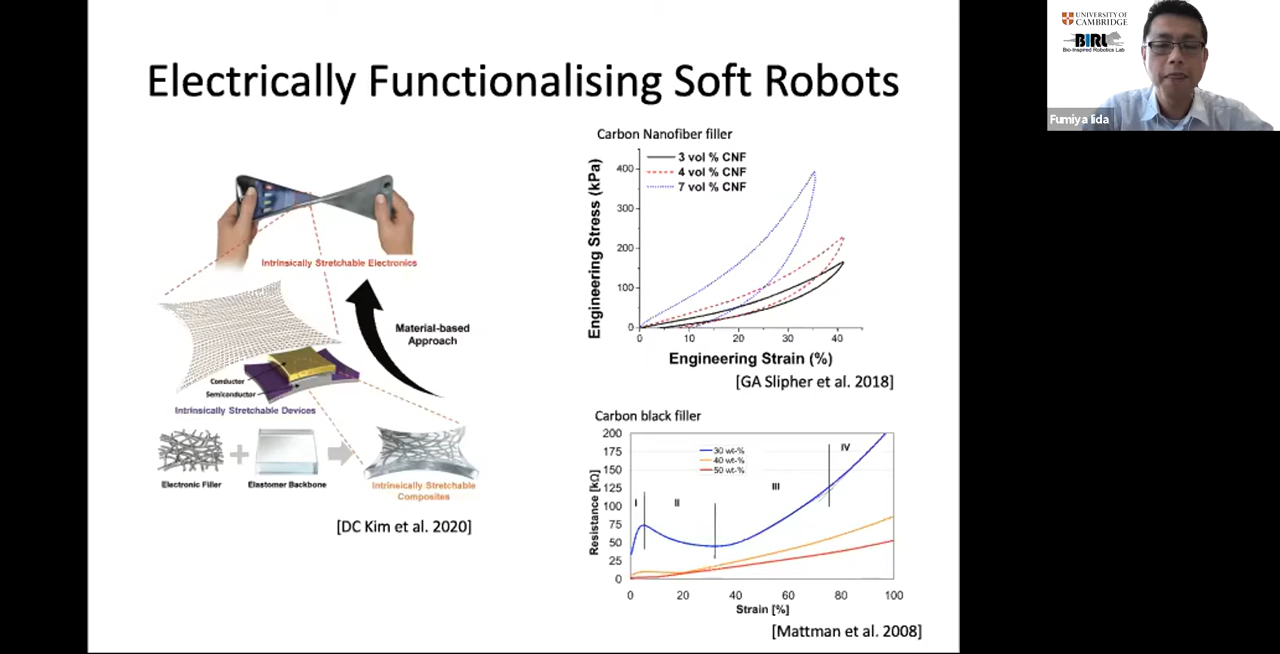 Electrically Functionalising Soft Robots
Intrinsically Stretchable Electronics
Material-based
Approach
Conductor
Semiconductor
Intrinsically Stretchable Devices
Electronic Filler
Elastomer Backbone
Intrinsically Stretchable
Composites
[DC Kim et al. 2020]
Carbon Nanofiber filler
3 vol % CNF
4 vol % CNF
7 vol % CNF
Engineering Stress (kPa)
400
300
200
100
0
0 10 20 30 40
Engineering Strain (%)
[GA Slipher et al. 2018]
Carbon black filler
200
175
150
125
100
75
50
25
0
Resistance [kΩ]
30 wt-%
40 wt-%
50 wt-%
I II III IV
0 20 40 60 80 100
Strain [%]
[Mattman et al. 2008]
UNIVERSITY OF
CAMBRIDGE
BIRL
Bio-Inspired Robotics Lab
Fumiya Iida